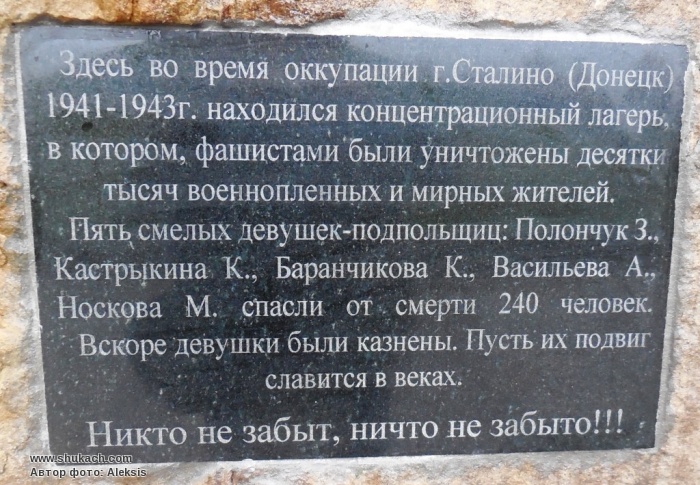 Здесь во время оккупации г.Сталино (Донецк)
1941-1943г. находился концентрационный лагерь,
в котором, фашистами были уничтожены десятки
тысяч военнопленных и мирных жителей.
Пять смелых девушек-подпольщиц: Полончук З.,
Кастрыкина К., Баранчикова К., Васильева А.,
Носкова М. спасли от смерти 240 человек.
Вскоре девушки были казнены. Пусть их подвиг
славится в веках.
Никто не забыт, ничто не забыто!!!
www.shukach.com
Автор фото: Aleksis